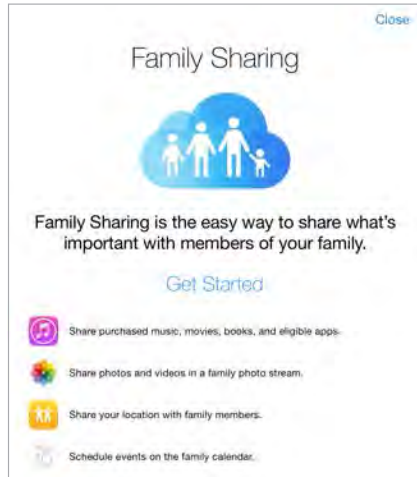 Close
Family Sharing
Family Sharing is the easy way to share what's
important with members of your family.
Get Started
Share purchased music, movies, books, and eligible apps.
Share photos and videos in a family photo stream.
Share your location with family members.
Schedule events on the family calendar.